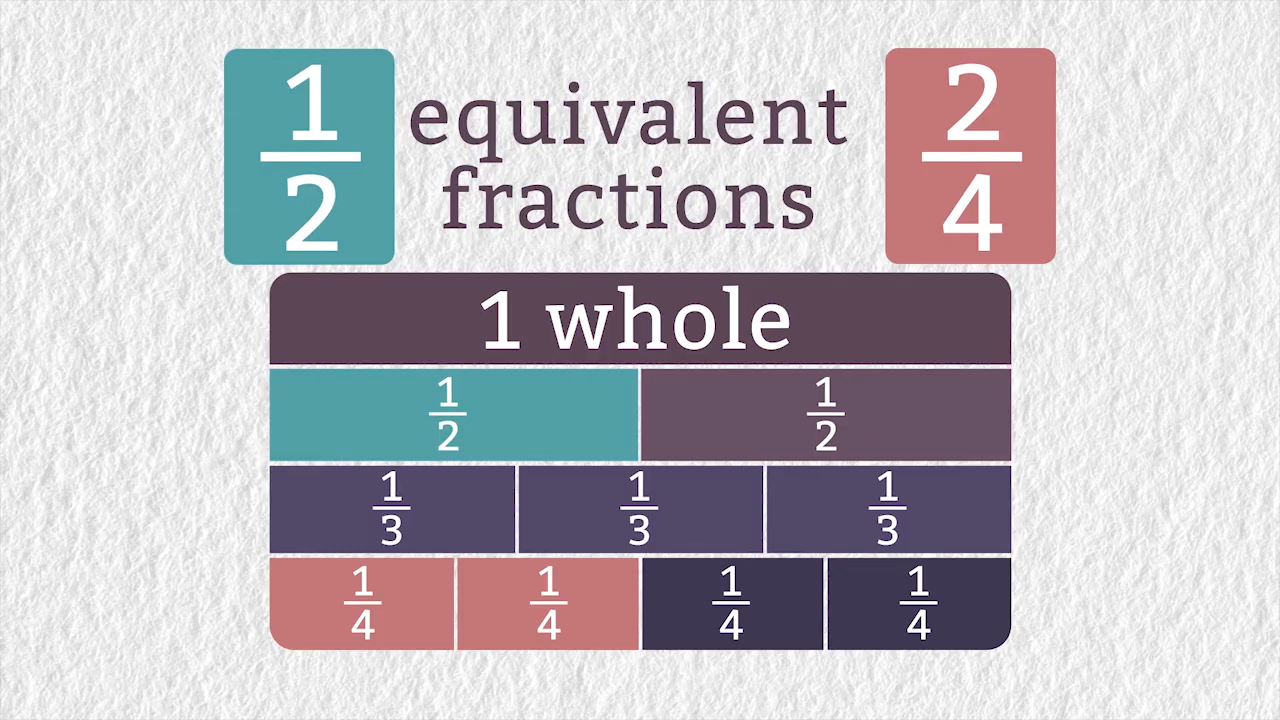 1/2 equivalent fractions 2/4
1 whole
1/2 1/2
1/3 1/3 1/3
1/4 1/4 1/4 1/4